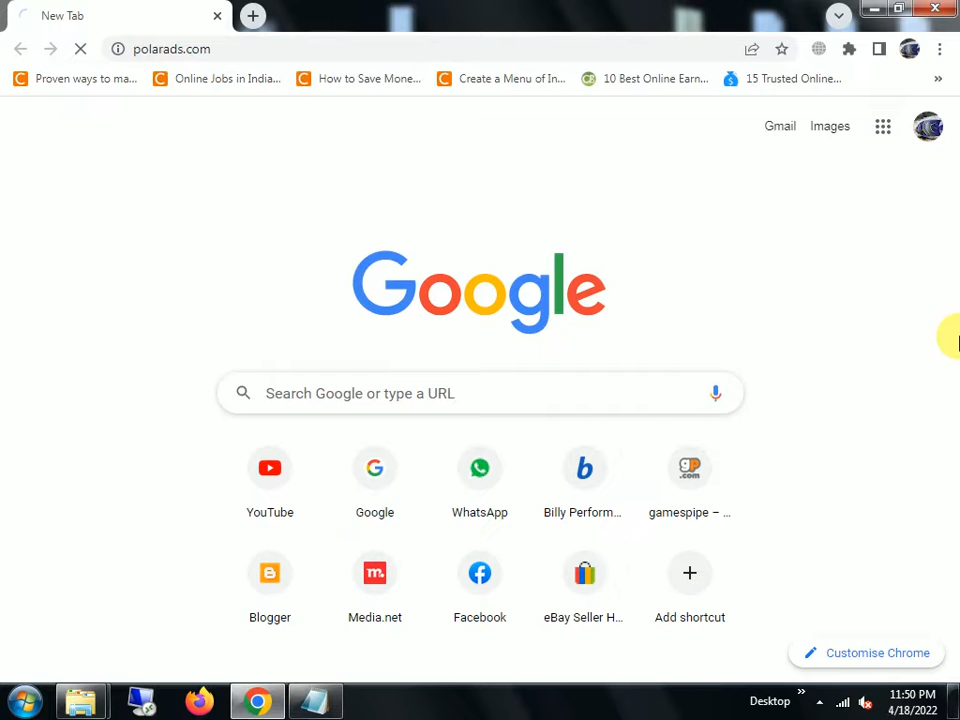 New Tab
polarads.com
Proven ways to ma... Online Jobs in India... How to Save Mone... Create a Menu of In... 10 Best Online Earn... 15 Trusted Online... »
Gmail Images
Google
Search Google or type a URL
YouTube Google WhatsApp Billy Perform... gamespipe – ...
Blogger Media.net Facebook eBay Seller H... Add shortcut
Customise Chrome
Desktop » 11:50 PM
4/18/2022